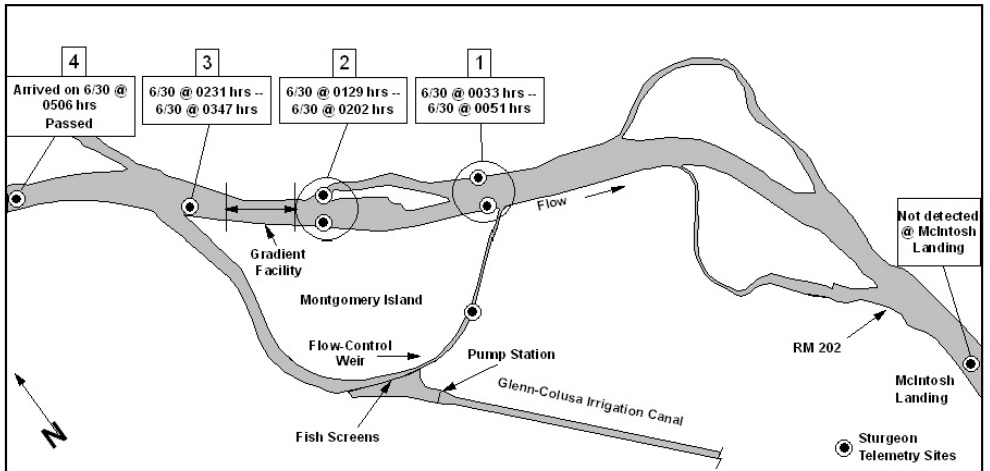 4
Arrived on 6/30 @
0506 hrs
Passed
3
6/30 @ 0231 hrs --
6/30 @ 0347 hrs
2
6/30 @ 0129 hrs --
6/30 @ 0202 hrs
1
6/30 @ 0033 hrs --
6/30 @ 0051 hrs
Flow
Not detected
@ McIntosh
Landing
Gradient
Facility
Montgomery Island
Flow-Control
Weir
Pump Station
RM 202
Glenn-Colusa Irrigation Canal
McIntosh
Landing
N
Fish Screens
Sturgeon
Telemetry Sites